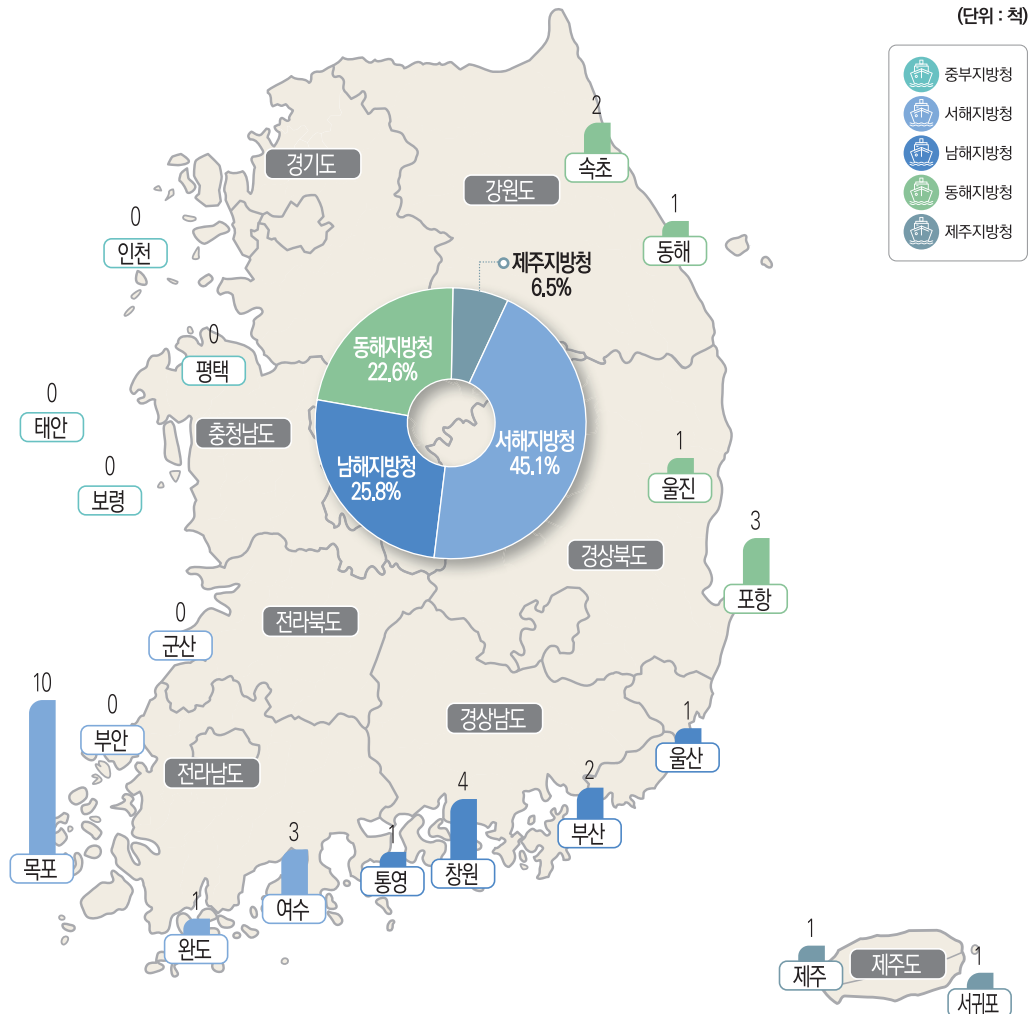 (단위 : 척)
중부지방청
서해지방청
남해지방청
동해지방청
제주지방청
2
속초
경기도
강원도
1
동해
0
인천
제주지방청
6.5%
0
평택
동해지방청
22.6%
0
태안
충청남도
서해지방청
45.1%
남해지방청
25.8%
0
보령
1
울진
3
포항
경상북도
0
군산
전라북도
10
목포
0
부안
경상남도
1
울산
전라남도
4
창원
2
부산
1
통영
3
여수
1
완도
1
제주
제주도
1
서귀포